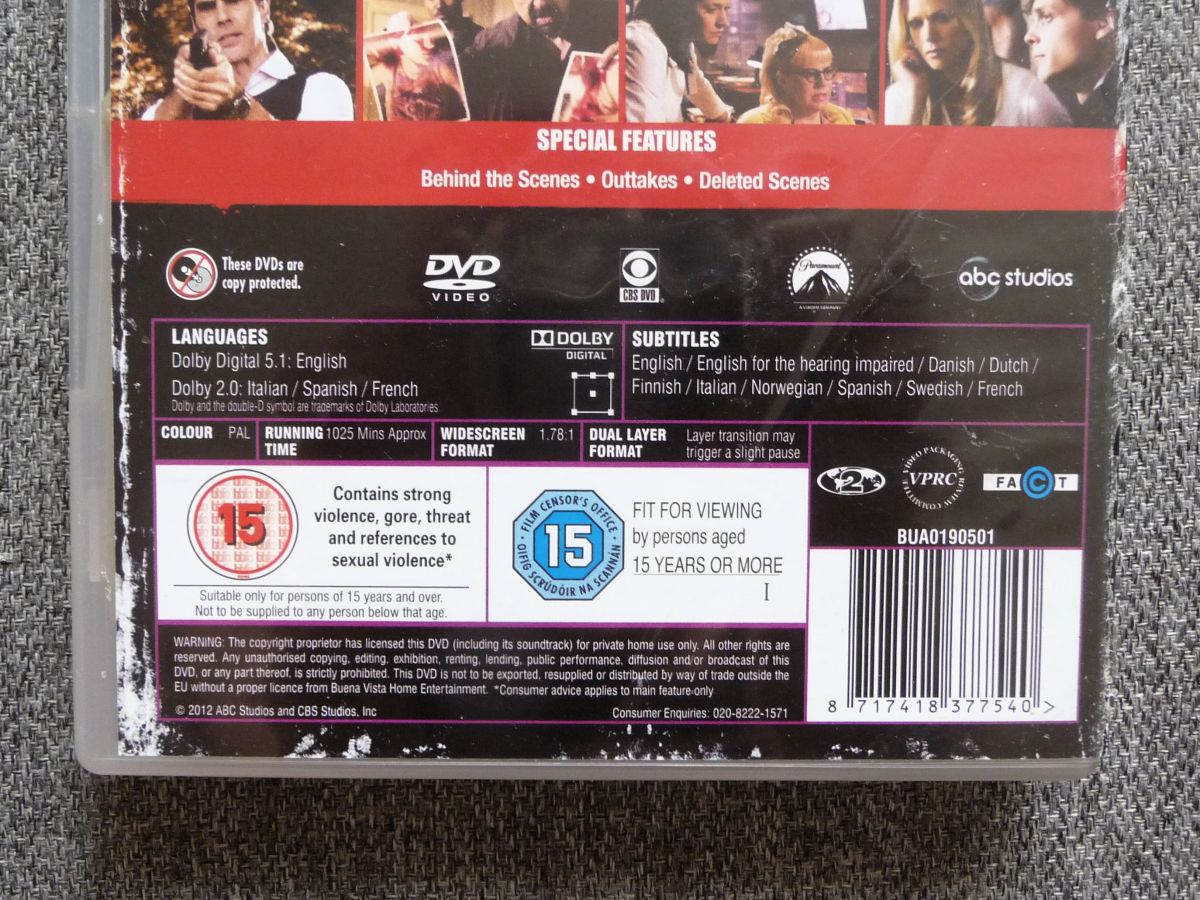 SPECIAL FEATURES
Behind the Scenes • Outtakes • Deleted Scenes
These DVDs are
copy protected.
DVD
VIDEO
CBS DVD
Paramount
A VIACOM COMPANY
abc studios
LANGUAGES
Dolby Digital 5.1: English
Dolby 2.0: Italian / Spanish / French
Dolby and the double-D symbol are trademarks of Dolby Laboratories.
DOLBY
DIGITAL
SUBTITLES
English / English for the hearing impaired / Danish / Dutch /
Finnish / Italian / Norwegian / Spanish / Swedish / French
COLOUR PAL
RUNNING TIME 1025 Mins Approx
WIDESCREEN FORMAT 1.78:1
DUAL LAYER FORMAT
Layer transition may
trigger a slight pause
15
Contains strong
violence, gore, threat
and references to
sexual violence*
Suitable only for persons of 15 years and over.
Not to be supplied to any person below that age.
FILM CENSOR'S OFFICE
15
OIFIG SCRÚDÓIR NA SCANNÁN
FIT FOR VIEWING
by persons aged
15 YEARS OR MORE
I
2
VIDEO PACKAGING REVIEW COMMITTEE
VPRC
FACT
BUA0190501
WARNING: The copyright proprietor has licensed this DVD (including its soundtrack) for private home use only. All other rights are
reserved. Any unauthorised copying, editing, exhibition, renting, lending, public performance, diffusion and/or broadcast of this
DVD, or any part thereof, is strictly prohibited. This DVD is not to be exported, resupplied or distributed by way of trade outside the
EU without a proper licence from Buena Vista Home Entertainment. *Consumer advice applies to main feature-only
© 2012 ABC Studios and CBS Studios, Inc
Consumer Enquiries: 020-8222-1571
8 717418 377540 >